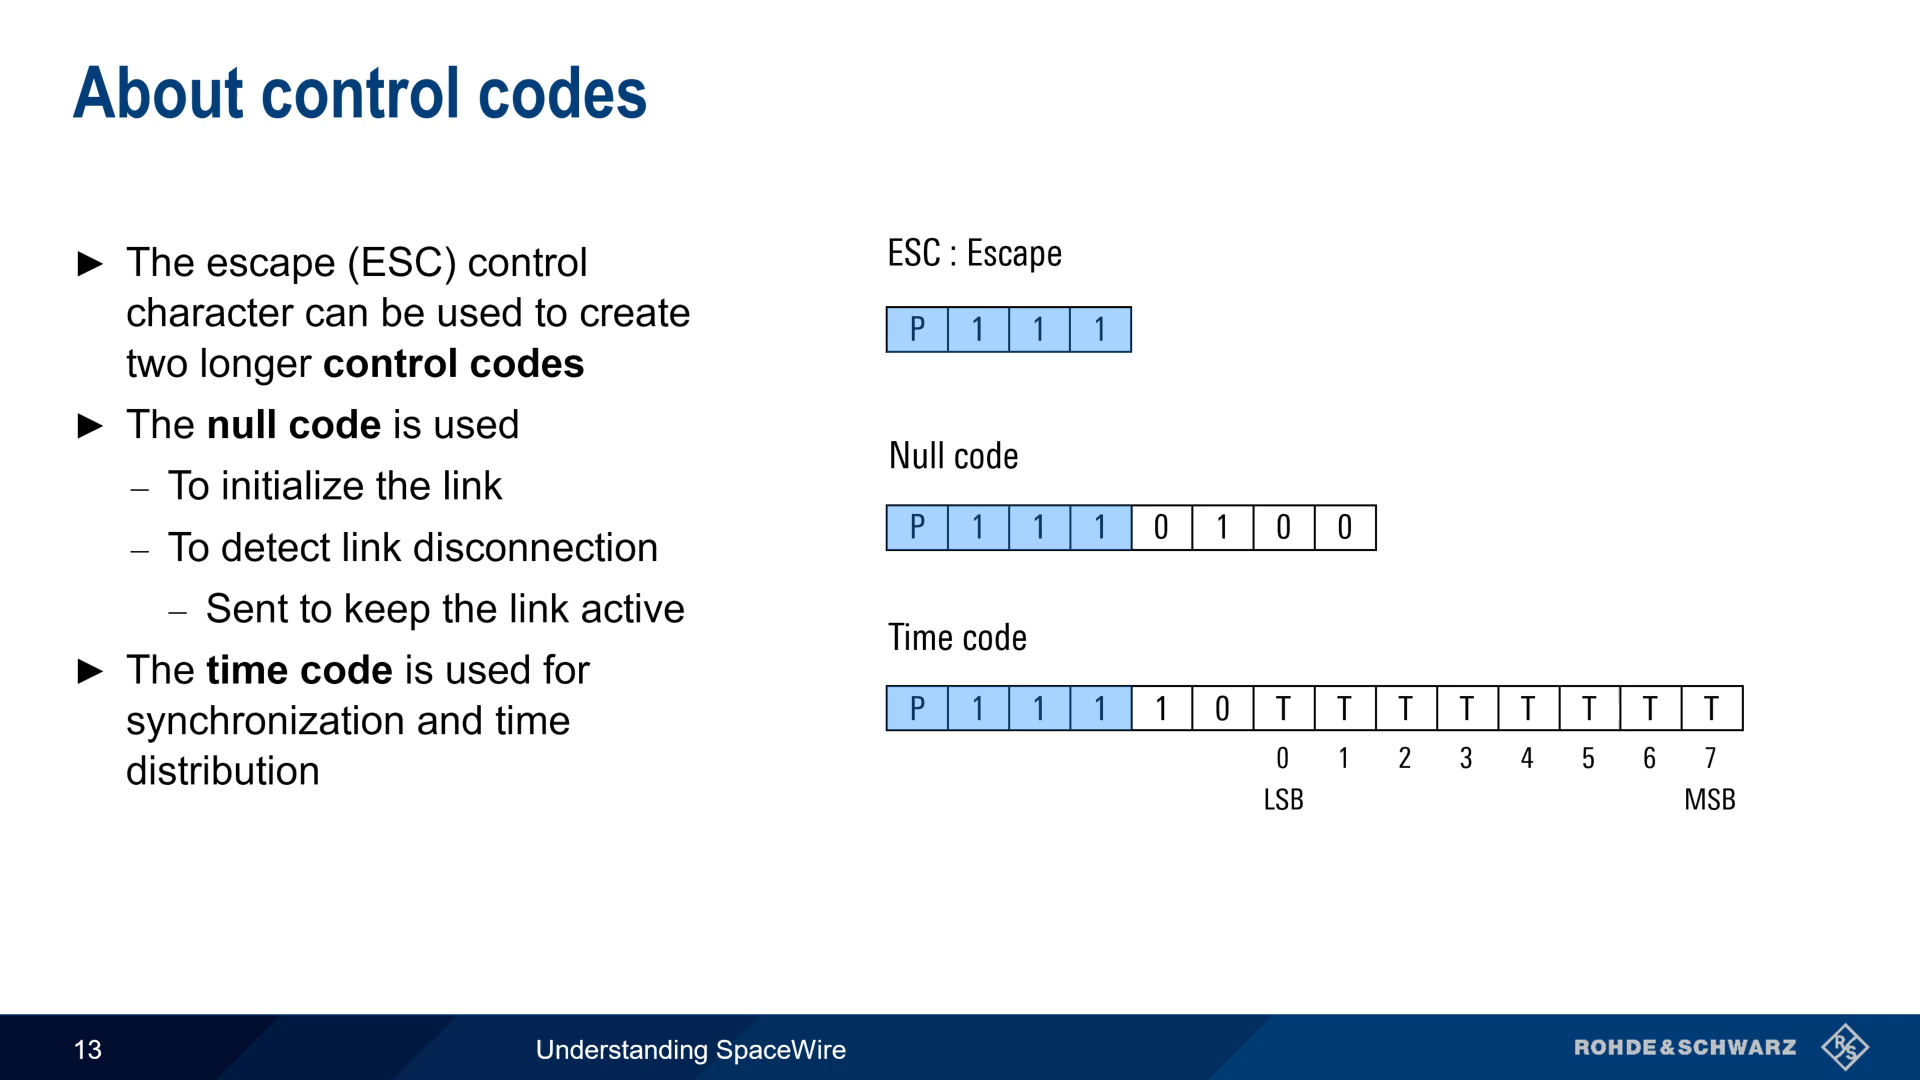 About control codes
► The escape (ESC) control
character can be used to create
two longer control codes
► The null code is used
– To initialize the link
– To detect link disconnection
– Sent to keep the link active
► The time code is used for
synchronization and time
distribution
ESC : Escape
P 1 1 1
Null code
P 1 1 1 0 1 0 0
Time code
P 1 1 1 1 0 T T T T T T T T
0 1 2 3 4 5 6 7
LSB MSB
13 Understanding SpaceWire ROHDE&SCHWARZ R&S